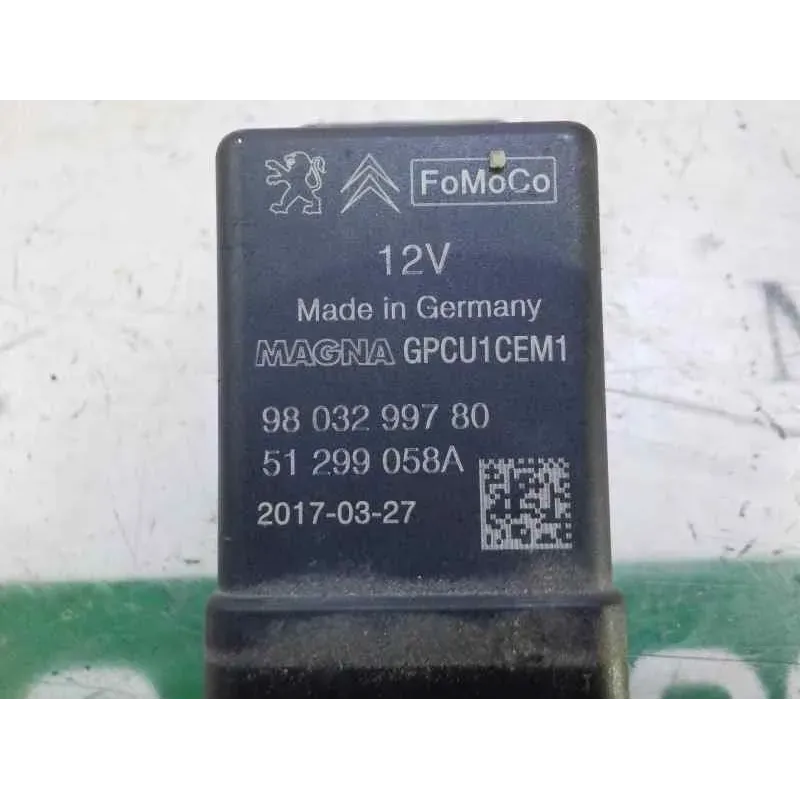 FoMoCo
12V
Made in Germany
MAGNA GPCU1CEM1
98 032 997 80
51 299 058A
2017-03-27